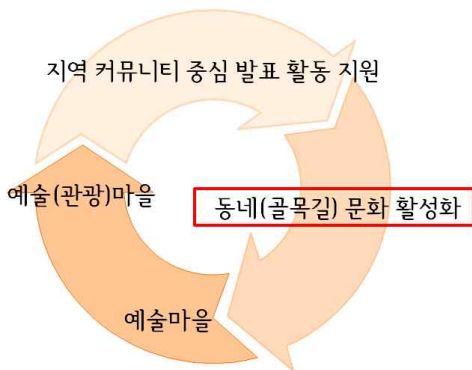 지역 커뮤니티 중심 발표 활동 지원
예술(관광)마을
동네(골목길) 문화 활성화
예술마을